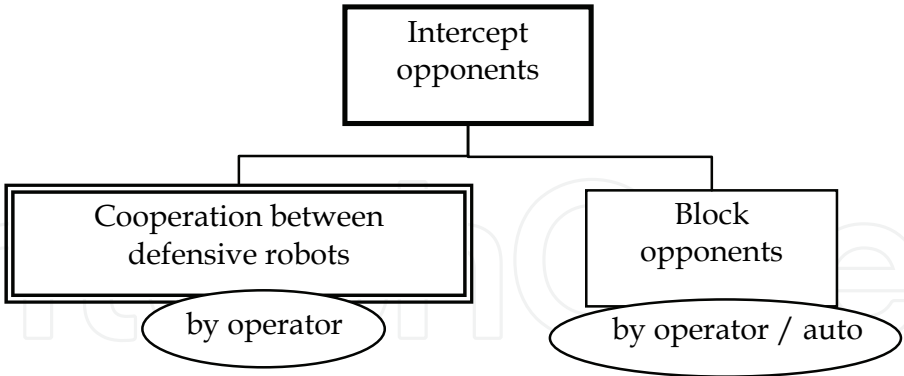 Intercept
opponents
Cooperation between
defensive robots
Block
opponents
by operator
by operator / auto